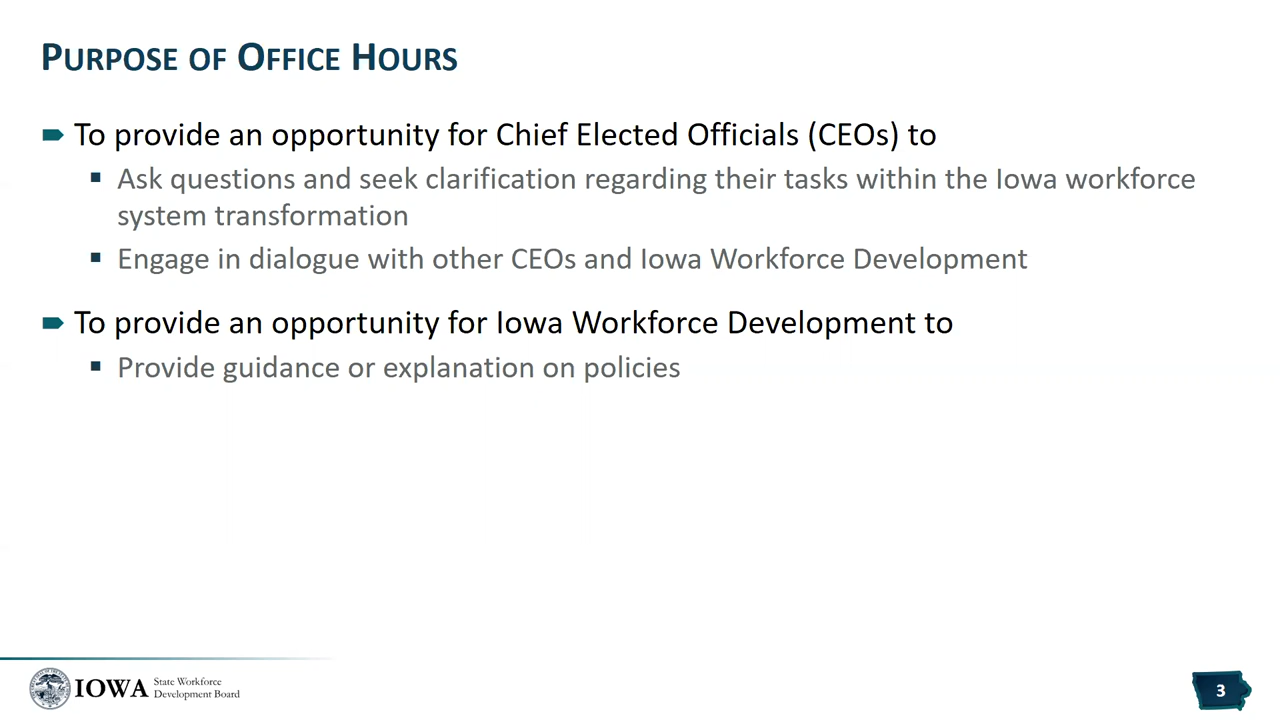 PURPOSE OF OFFICE HOURS
To provide an opportunity for Chief Elected Officials (CEOs) to
Ask questions and seek clarification regarding their tasks within the Iowa workforce
system transformation
Engage in dialogue with other CEOs and Iowa Workforce Development
To provide an opportunity for Iowa Workforce Development to
Provide guidance or explanation on policies
IOWA State Workforce
Development Board
3